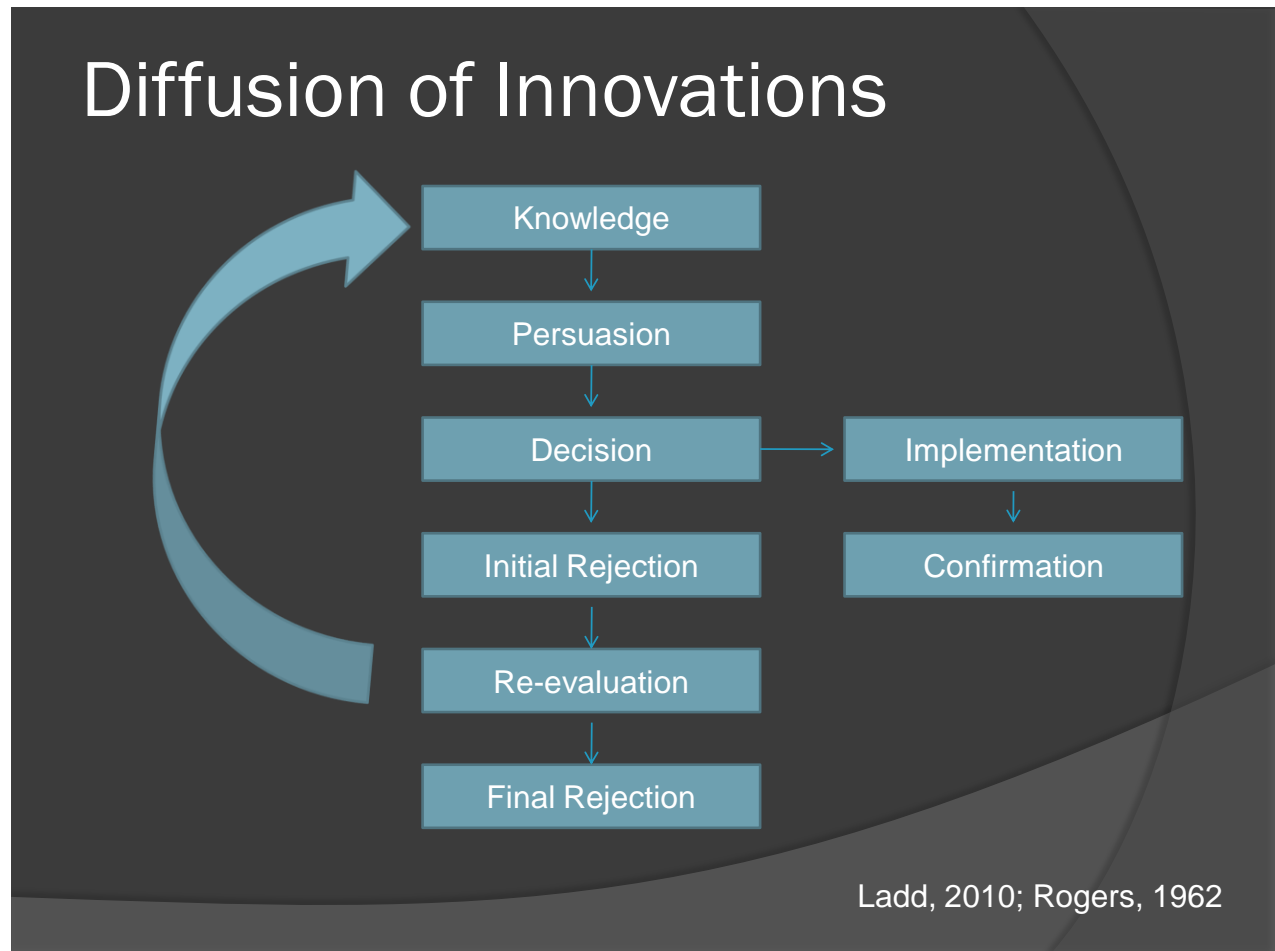 Diffusion of Innovations
Knowledge
Persuasion
Decision
Implementation
Initial Rejection
Confirmation
Re-evaluation
Final Rejection
Ladd, 2010; Rogers, 1962